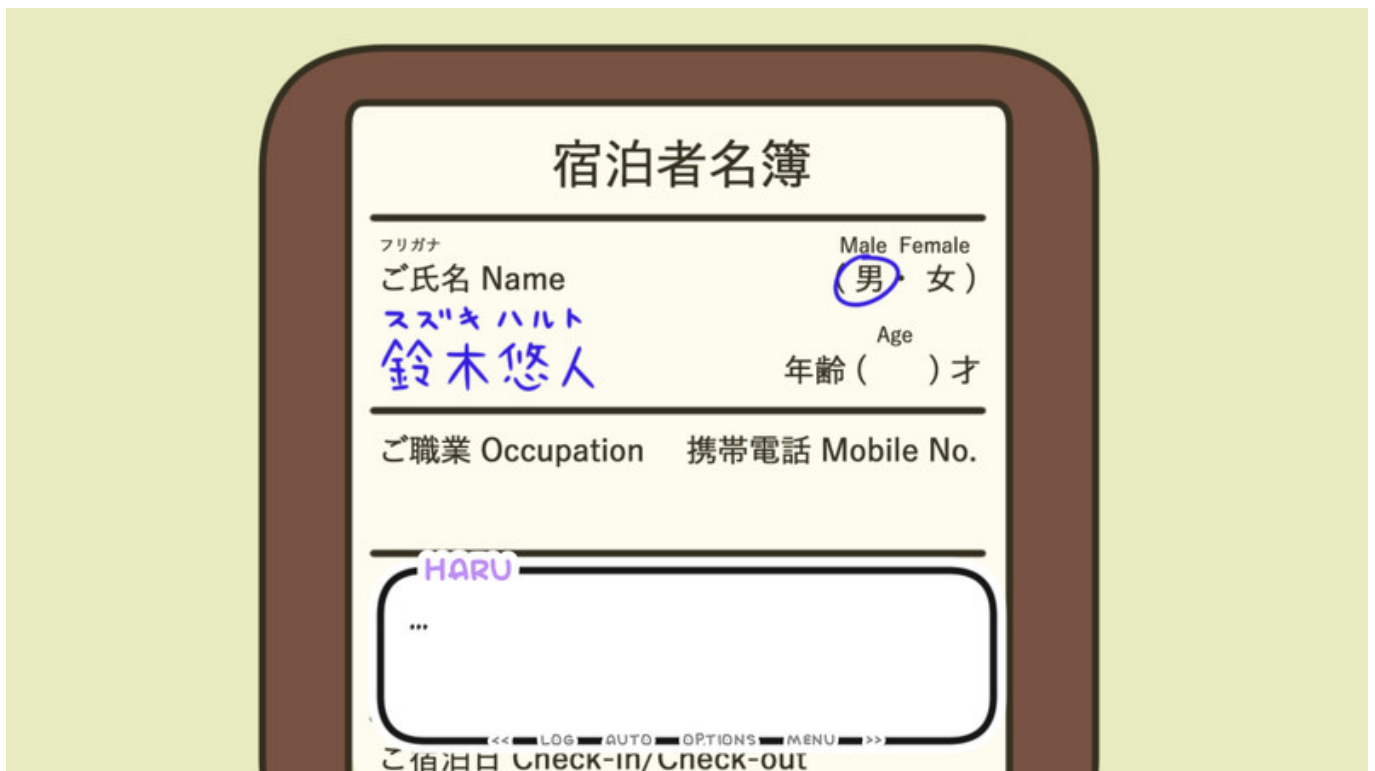 宿泊者名簿
フリガナ
Male Female
ご氏名 Name
(男・女)
スズキ ハルト
鈴木悠人
Age
年齢( )才
ご職業 Occupation 携帯電話 Mobile No.
HARU
...
<< LOG AUTO OPTIONS MENU >>
ご宿泊日 Check-in/Check-out